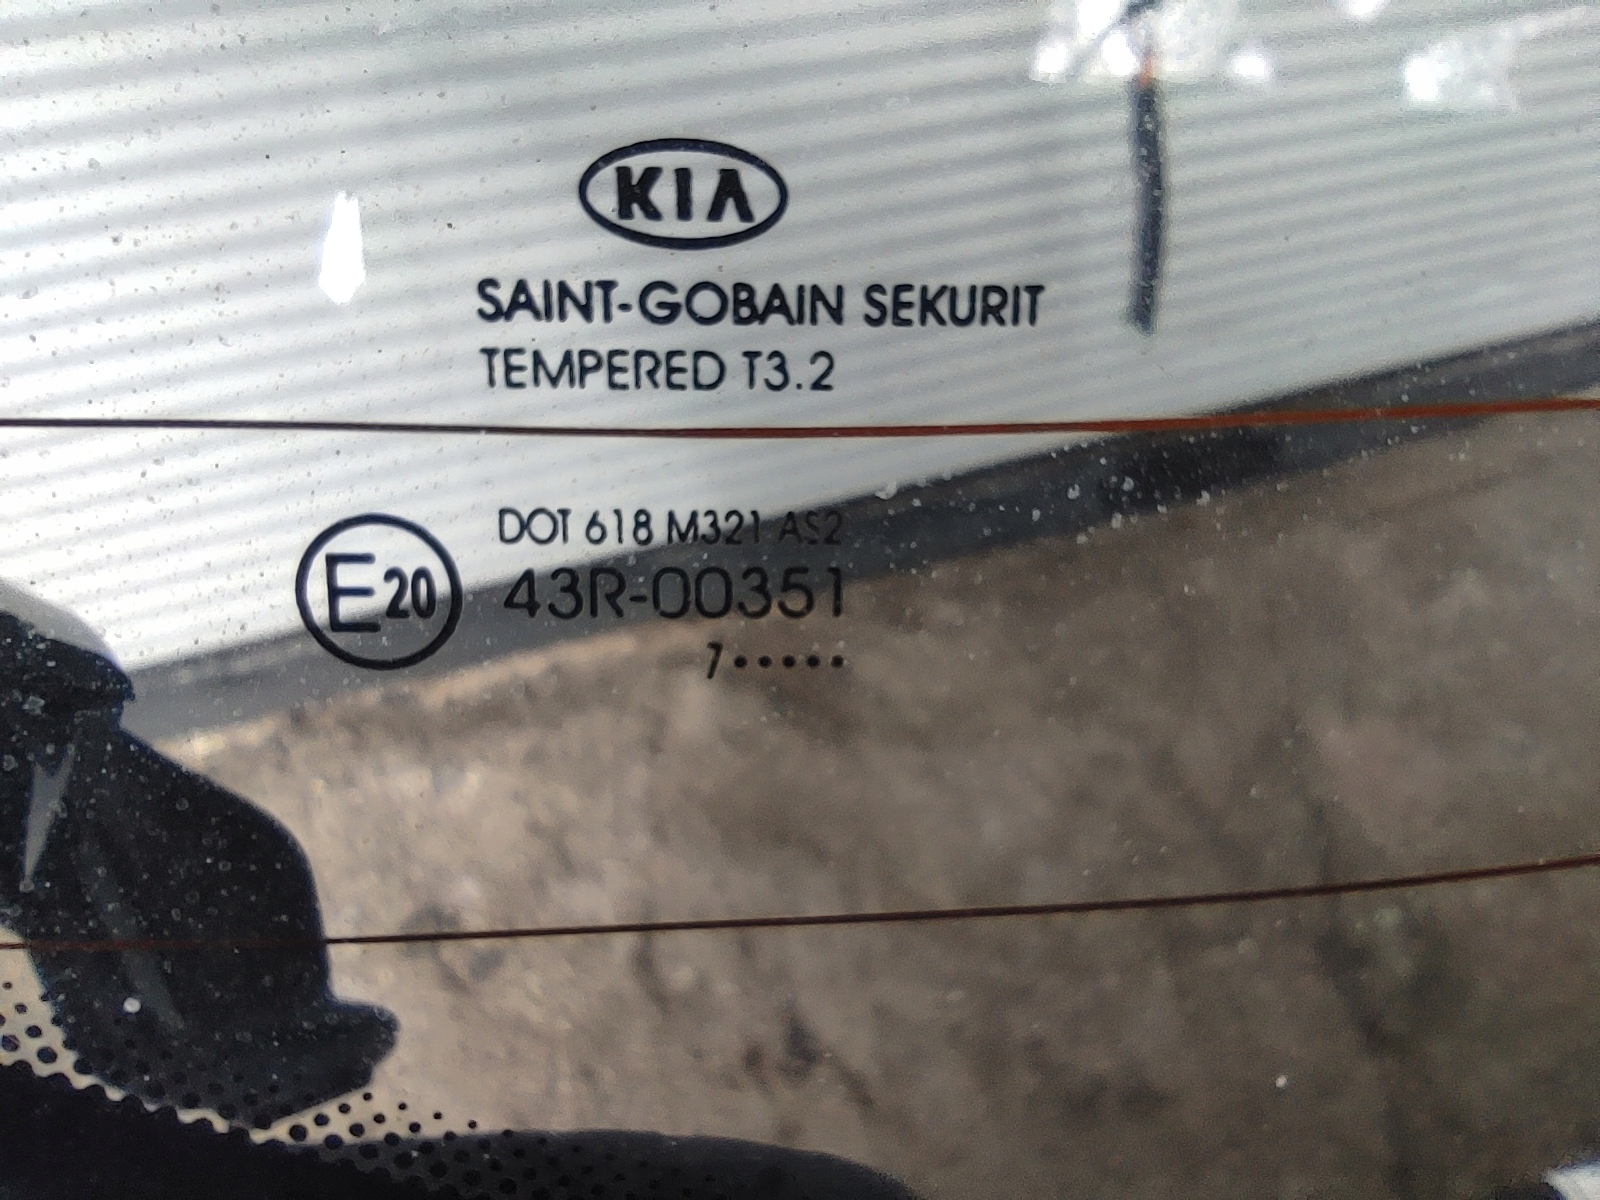 KIA
SAINT-GOBAIN SEKURIT
TEMPERED T3.2
DOT 618 M321 AS2
E20
43R-00351
7•••••